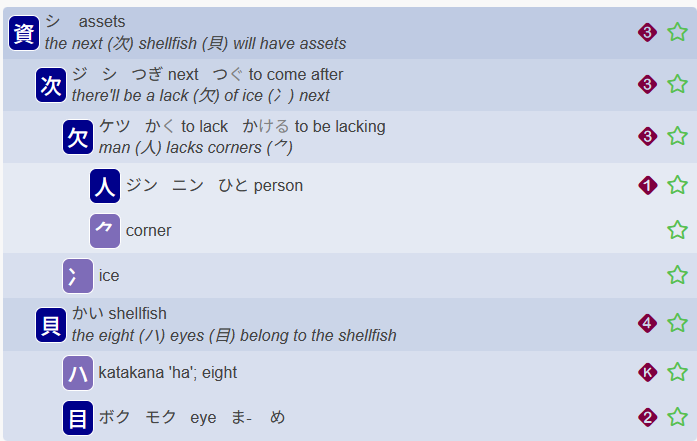 資 シ assets 3
the next (次) shellfish (貝) will have assets
次 ジ シ つぎ next つぐ to come after 3
there'll be a lack (欠) of ice (冫) next
欠 ケツ かく to lack かける to be lacking 3
man (人) lacks corners (⺈)
人 ジン ニン ひと person 1
⺈ corner
冫 ice
貝 かい shellfish 4
the eight (ハ) eyes (目) belong to the shellfish
ハ katakana 'ha'; eight K
目 ボク モク eye ま- め 2